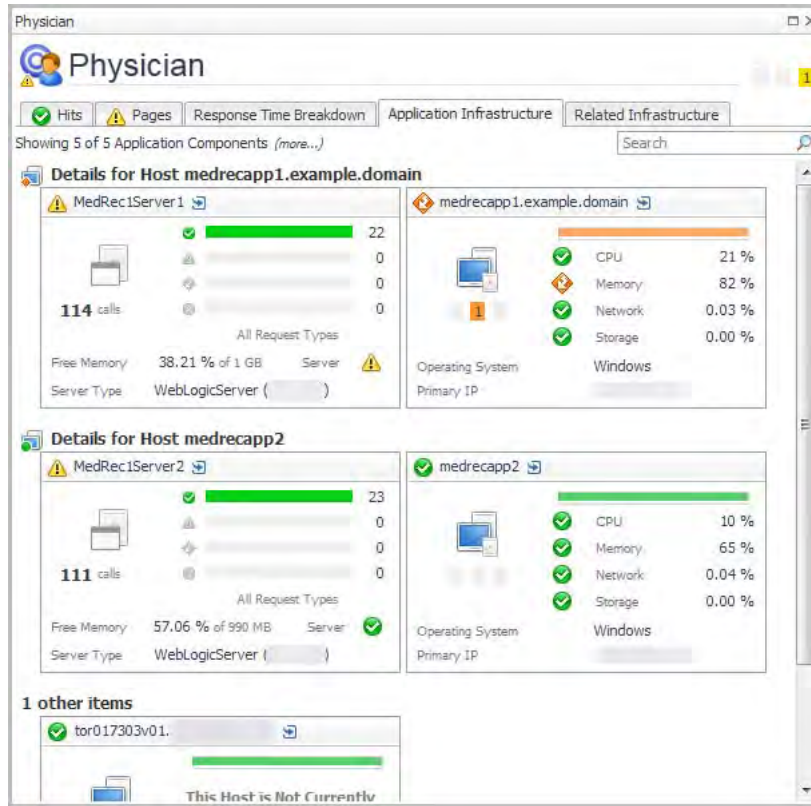 Physician
Physician
1
Hits Pages Response Time Breakdown Application Infrastructure Related Infrastructure
Showing 5 of 5 Application Components (more...) Search
Details for Host medrecapp1.example.domain
MedRec1Server1
22
0
0
114 calls 0
All Request Types
Free Memory 38.21 % of 1 GB Server
Server Type WebLogicServer ( )
medrecapp1.example.domain
CPU 21 %
Memory 82 %
1 Network 0.03 %
Storage 0.00 %
Operating System Windows
Primary IP
Details for Host medrecapp2
MedRec1Server2
23
0
0
111 calls 0
All Request Types
Free Memory 57.06 % of 990 MB Server
Server Type WebLogicServer ( )
medrecapp2
CPU 10 %
Memory 65 %
Network 0.04 %
Storage 0.00 %
Operating System Windows
Primary IP
1 other items
tor017303v01.
This Host is Not Currently